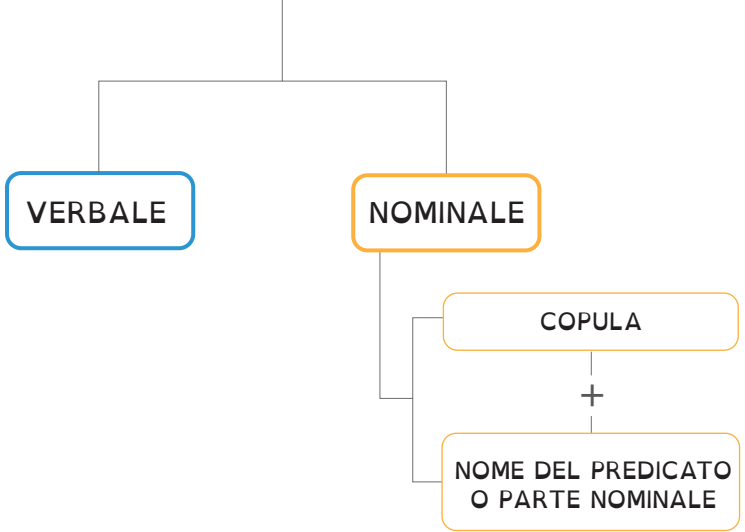 VERBALE
NOMINALE
COPULA
+
NOME DEL PREDICATO
O PARTE NOMINALE